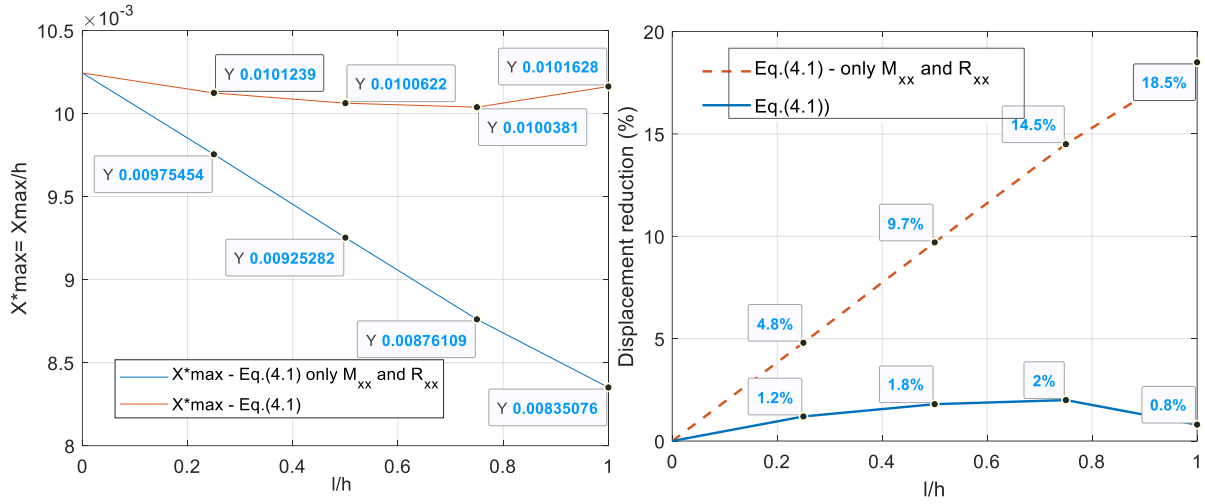 ×10⁻³
10.5
10
9.5
9
8.5
8
X*max= Xmax/h
Y 0.0101239
Y 0.0100622
Y 0.0101628
Y 0.0100381
Y 0.00975454
Y 0.00925282
Y 0.00876109
Y 0.00835076
X*max - Eq.(4.1) only Mxx and Rxx
X*max - Eq.(4.1)
0 0.2 0.4 0.6 0.8 1
l/h
20
15
10
5
0
Displacement reduction (%)
Eq.(4.1) - only Mxx and Rxx
Eq.(4.1))
18.5%
14.5%
9.7%
4.8%
1.2%
1.8%
2%
0.8%
0 0.2 0.4 0.6 0.8 1
l/h